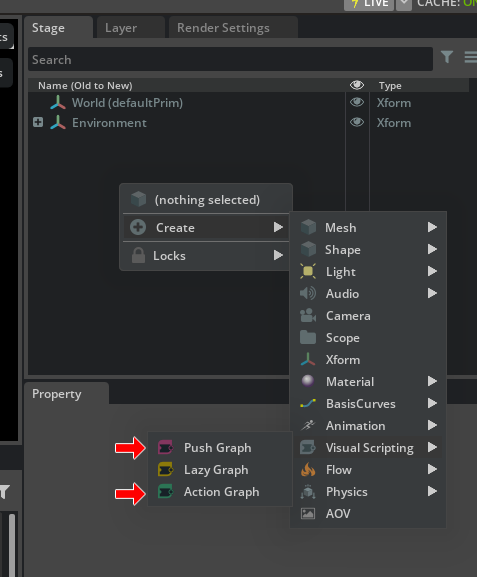 LIVE CACHE: ON
ts
s
Stage Layer Render Settings
Search
Name (Old to New) Type
World (defaultPrim) Xform
Environment Xform
(nothing selected)
Create
Locks
Mesh
Shape
Light
Audio
Camera
Scope
Xform
Material
BasisCurves
Animation
Visual Scripting
Flow
Physics
AOV
Property
Push Graph
Lazy Graph
Action Graph